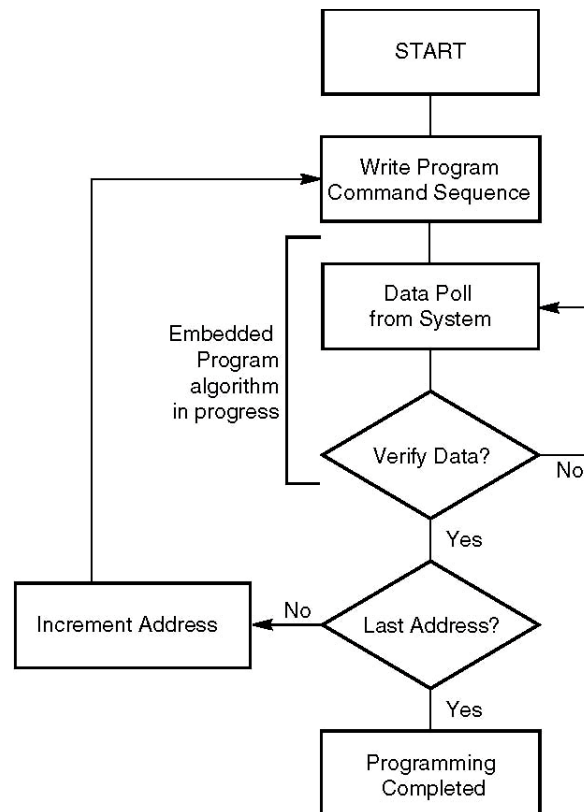 START
Write Program
Command Sequence
Data Poll
from System
Embedded
Program
algorithm
in progress
Verify Data?
No
Yes
Last Address?
No
Increment Address
Yes
Programming
Completed